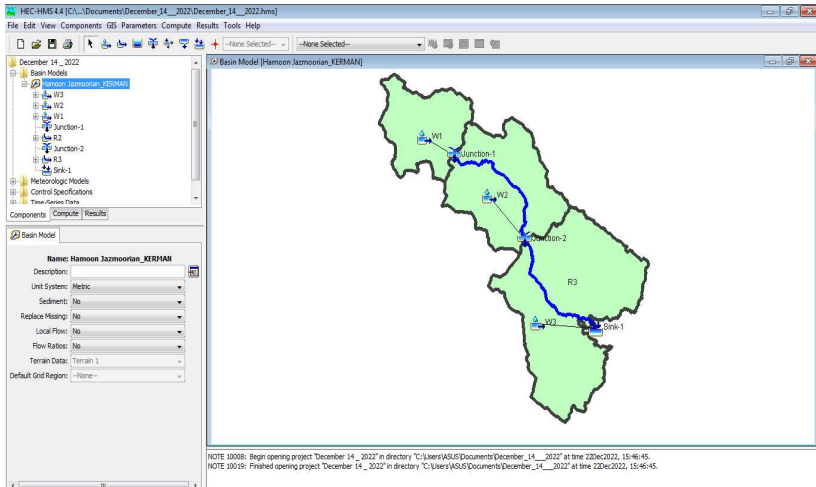 HEC-HMS 4.4 [C:\...\Documents\December_14___2022\December_14___2022.hms]
File Edit View Components GIS Parameters Compute Results Tools Help
--None Selected-- --None Selected--
December 14 _ 2022
Basin Models
Hamoon Jazmoorian_KERMAN
W3
W2
W1
Junction-1
R2
Junction-2
R3
Sink-1
Meteorologic Models
Control Specifications
Time-Series Data
Components Compute Results
Basin Model
Name: Hamoon Jazmoorian_KERMAN
Description:
Unit System: Metric
Sediment: No
Replace Missing: No
Local Flow: No
Flow Ratios: No
Terrain Data: Terrain 1
Default Grid Region: --None--
Basin Model [Hamoon Jazmoorian_KERMAN]
W1
Junction-1
W2
Junction-2
R3
W3
Sink-1
NOTE 10008: Begin opening project "December 14 _ 2022" in directory "C:\Users\ASUS\Documents\December_14___2022" at time 22Dec2022, 15:46:45.
NOTE 10019: Finished opening project "December 14 _ 2022" in directory "C:\Users\ASUS\Documents\December_14___2022" at time 22Dec2022, 15:46:45.